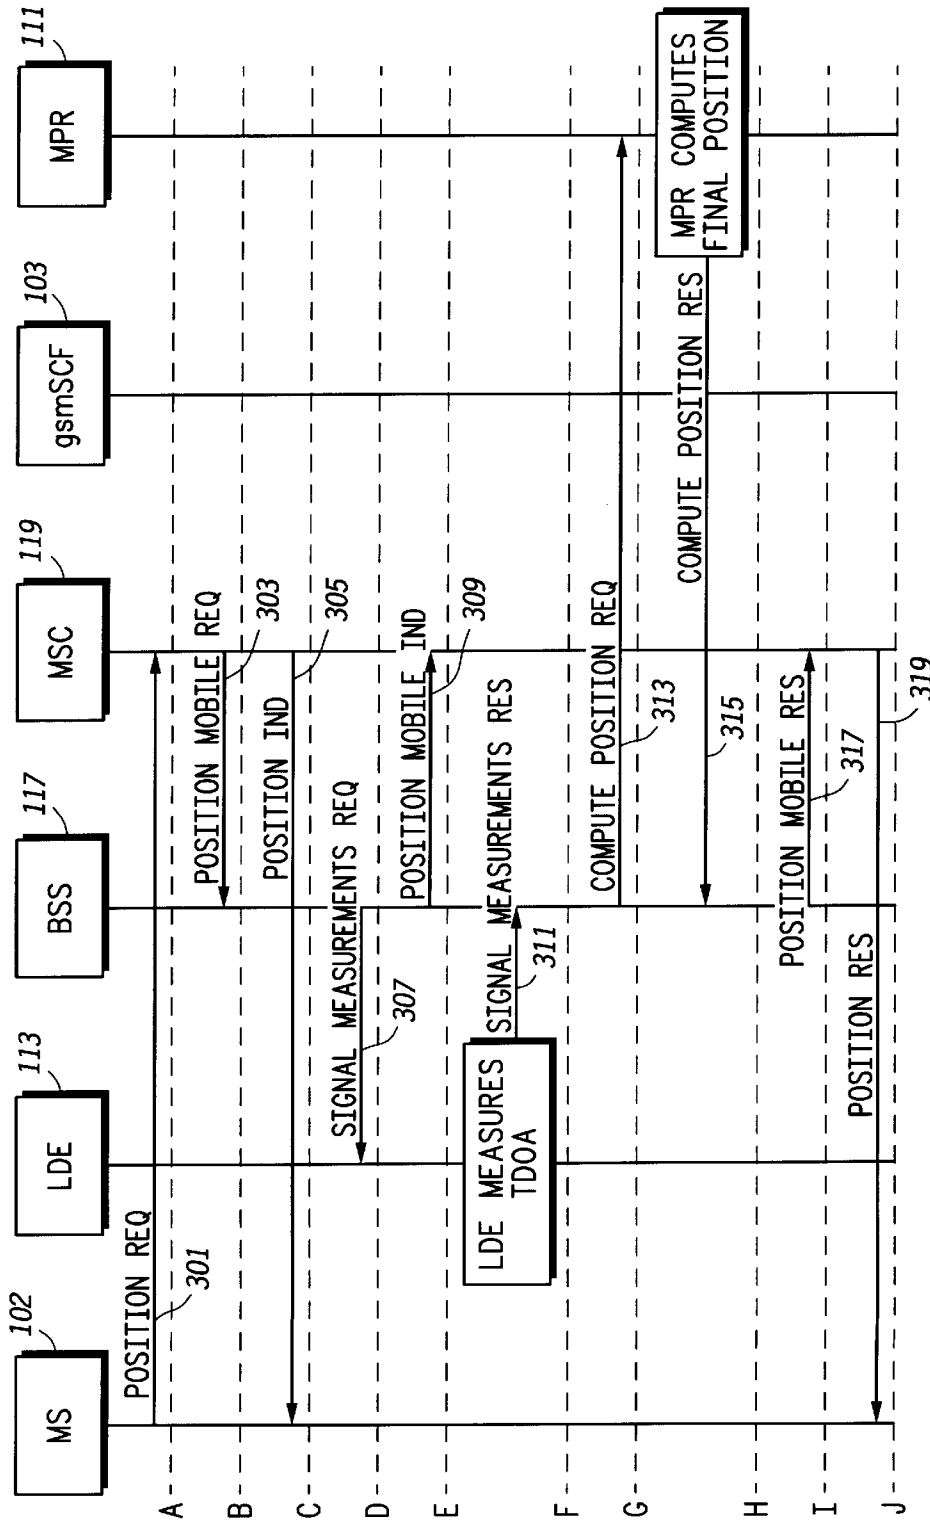 102
113
117
119
103
111
MS
LDE
BSS
MSC
gsmSCF
MPR
POSITION REQ
301
A
POSITION MOBILE REQ
303
B
POSITION IND
305
C
SIGNAL MEASUREMENTS REQ
307
D
POSITION MOBILE IND
309
E
LDE MEASURES
TDOA
SIGNAL MEASUREMENTS RES
311
F
COMPUTE POSITION REQ
313
G
MPR COMPUTES
FINAL POSITION
COMPUTE POSITION RES
315
H
POSITION MOBILE RES
317
I
POSITION RES
319
J